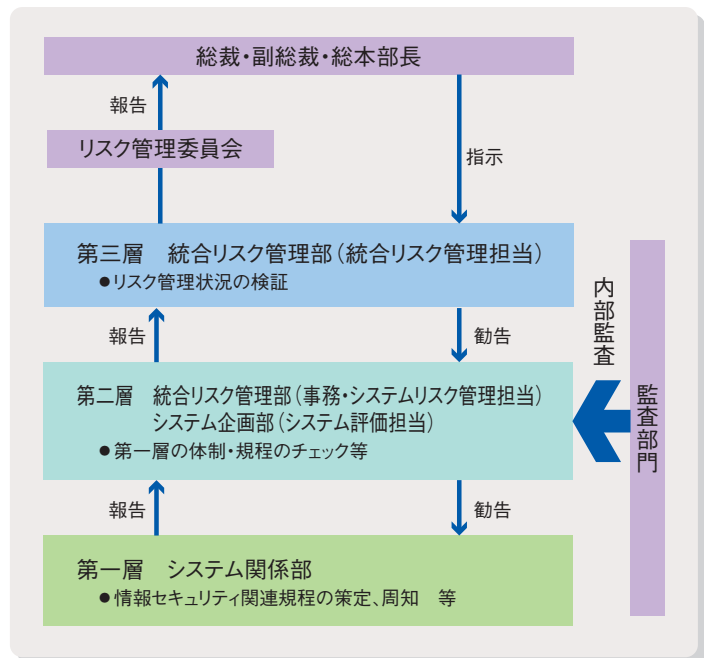 総裁・副総裁・総本部長
報告
リスク管理委員会
指示
第三層　統合リスク管理部（統合リスク管理担当）
●リスク管理状況の検証
報告
勧告
内部監査
第二層　統合リスク管理部（事務・システムリスク管理担当）
システム企画部（システム評価担当）
●第一層の体制・規程のチェック等
監査部門
報告
勧告
第一層　システム関係部
●情報セキュリティ関連規程の策定、周知　等